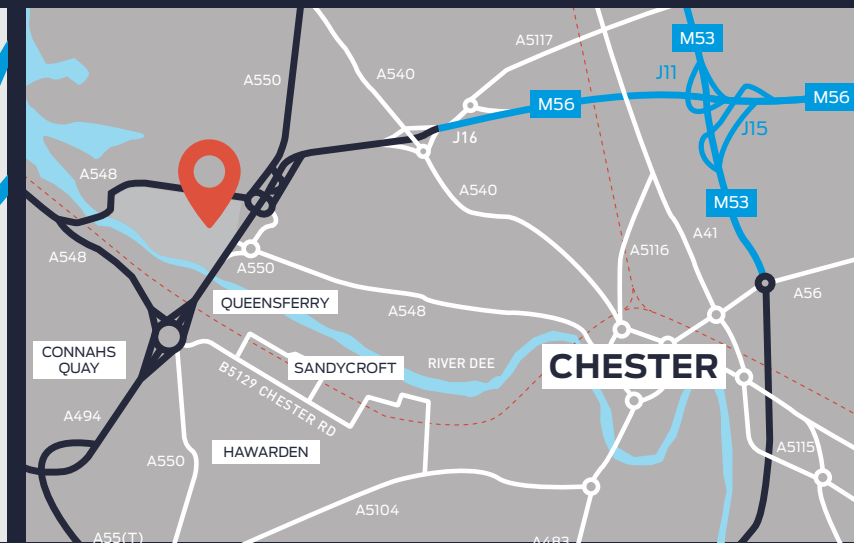 M53
A5117
A550
A540
J11
M56
M56
J16
J15
A548
A540
M53
A41
A5116
A548
A550
A56
QUEENSFERRY
A548
CONNAHS
QUAY
SANDYCROFT
RIVER DEE
CHESTER
B5129 CHESTER RD
A494
HAWARDEN
A550
A5115
A5104
A55(T)
A483